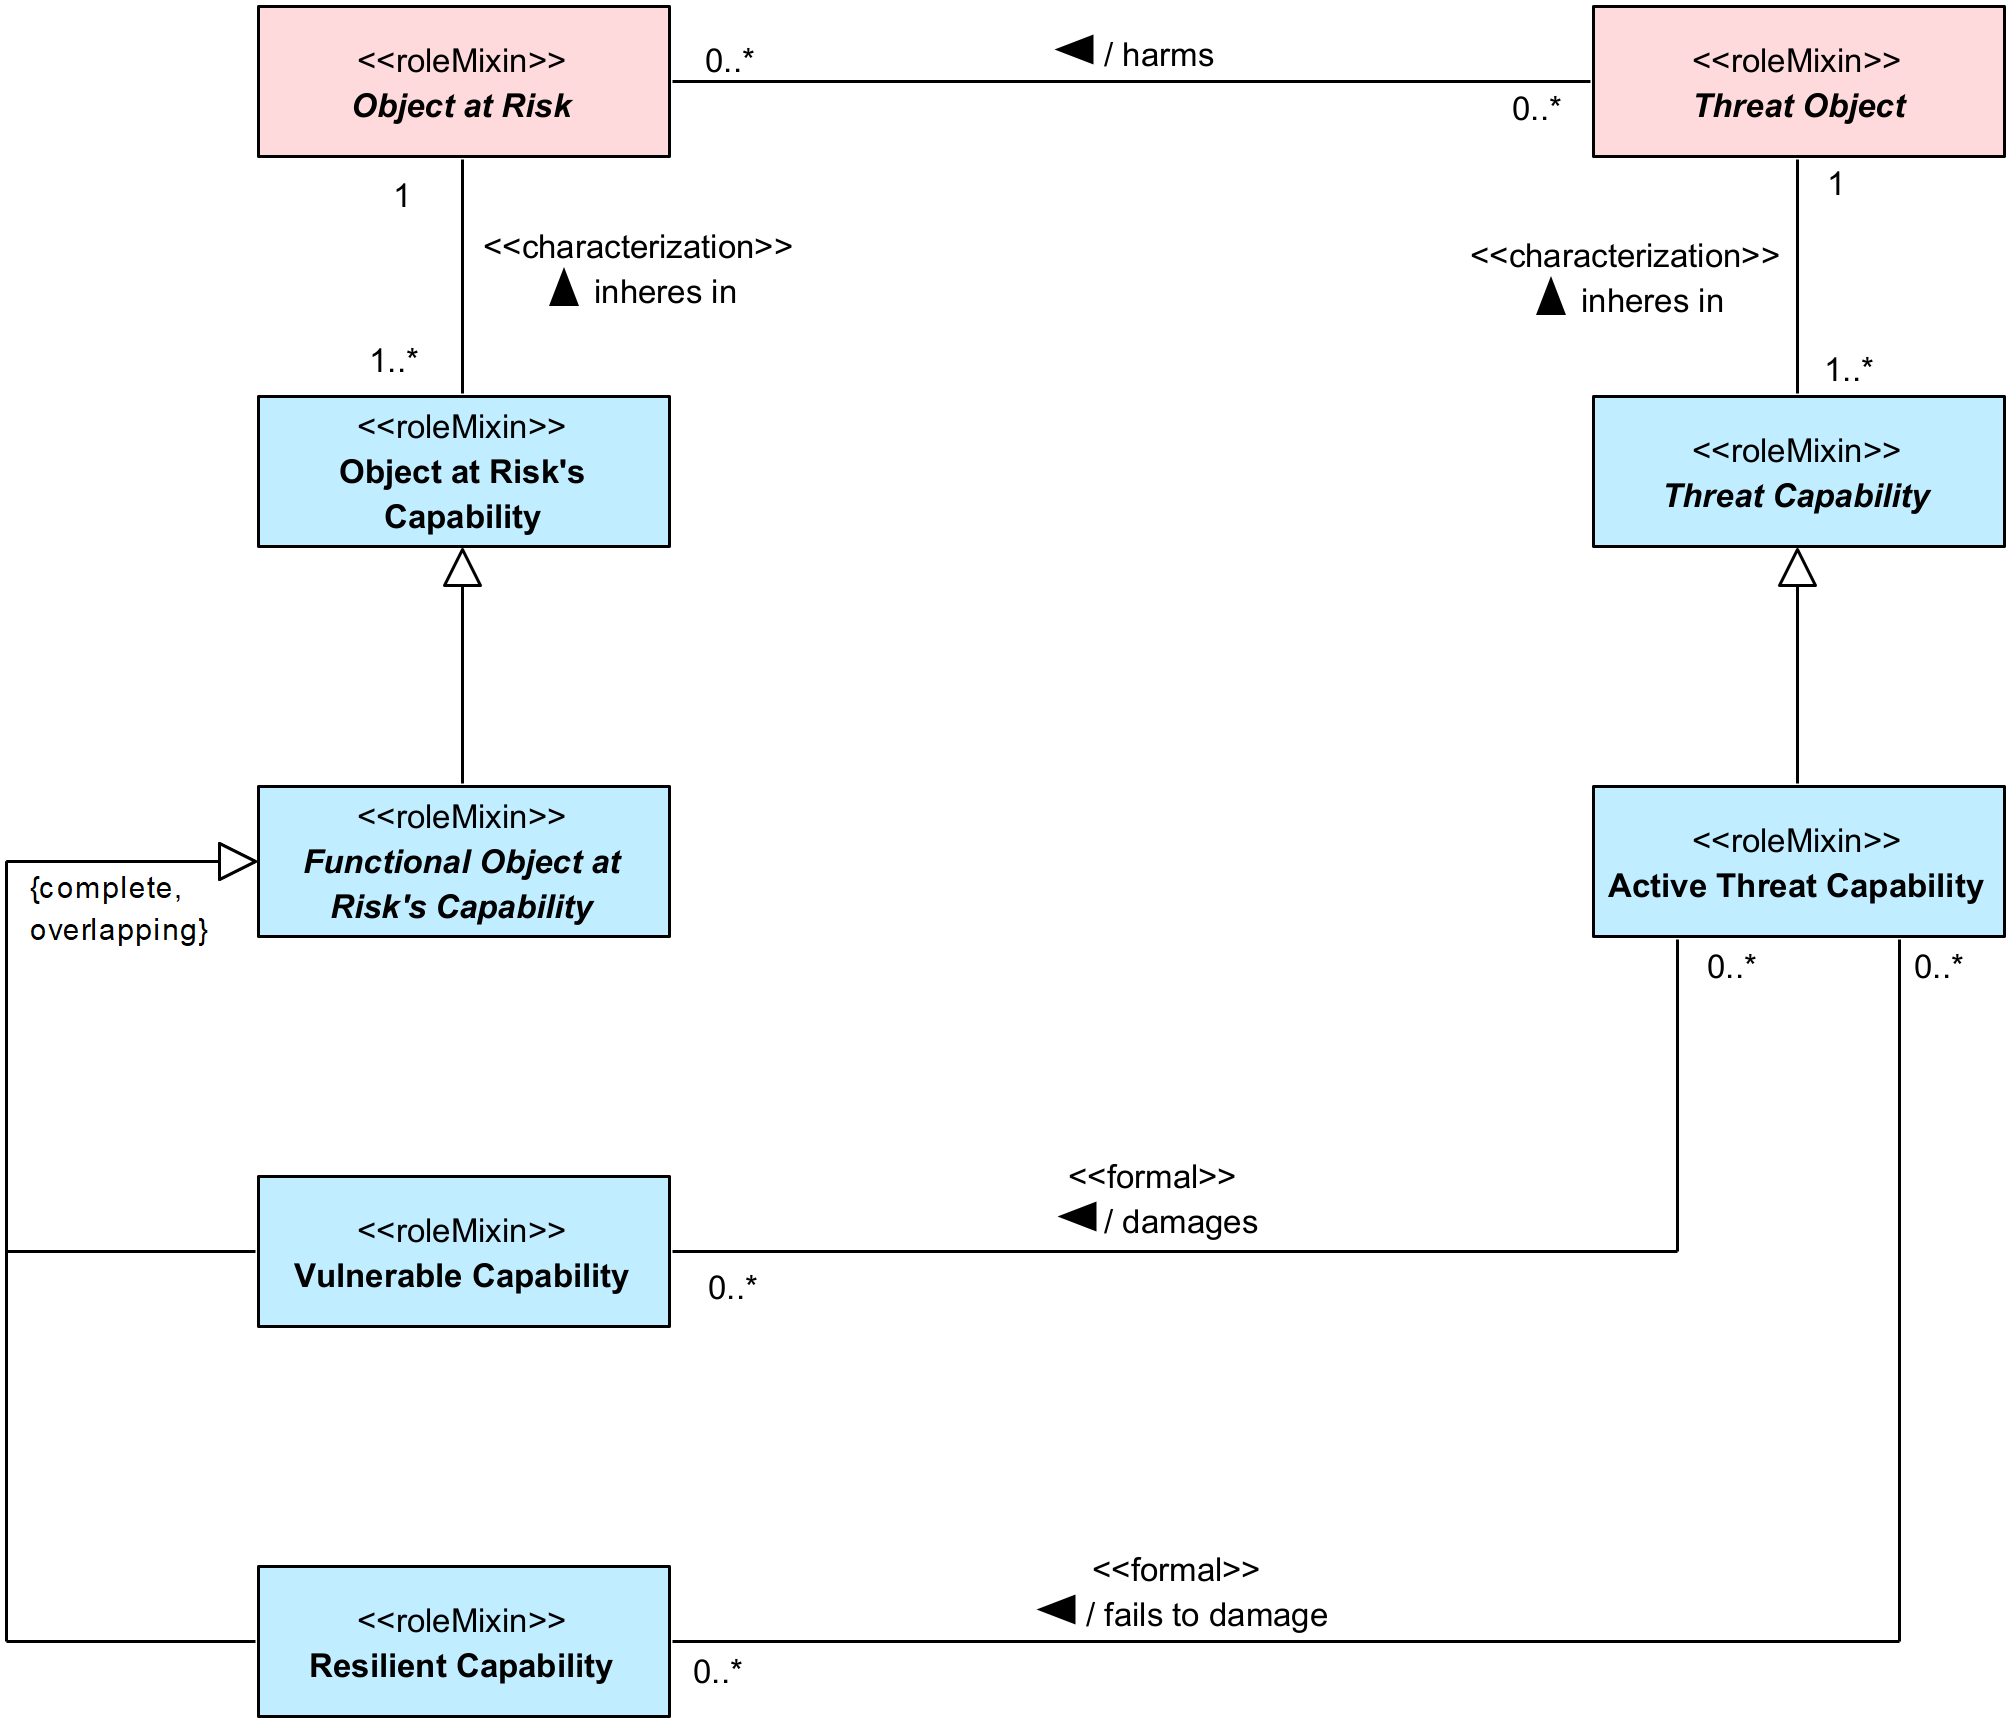 <<roleMixin>>
Object at Risk
0..*
/ harms
0..*
<<roleMixin>>
Threat Object
1
<<characterization>>
inheres in
1..*
1
<<characterization>>
inheres in
1..*
<<roleMixin>>
Object at Risk's
Capability
<<roleMixin>>
Threat Capability
<<roleMixin>>
Functional Object at
Risk's Capability
{complete,
overlapping}
<<roleMixin>>
Active Threat Capability
0..*
0..*
<<roleMixin>>
Vulnerable Capability
<<formal>>
/ damages
0..*
<<roleMixin>>
Resilient Capability
<<formal>>
/ fails to damage
0..*